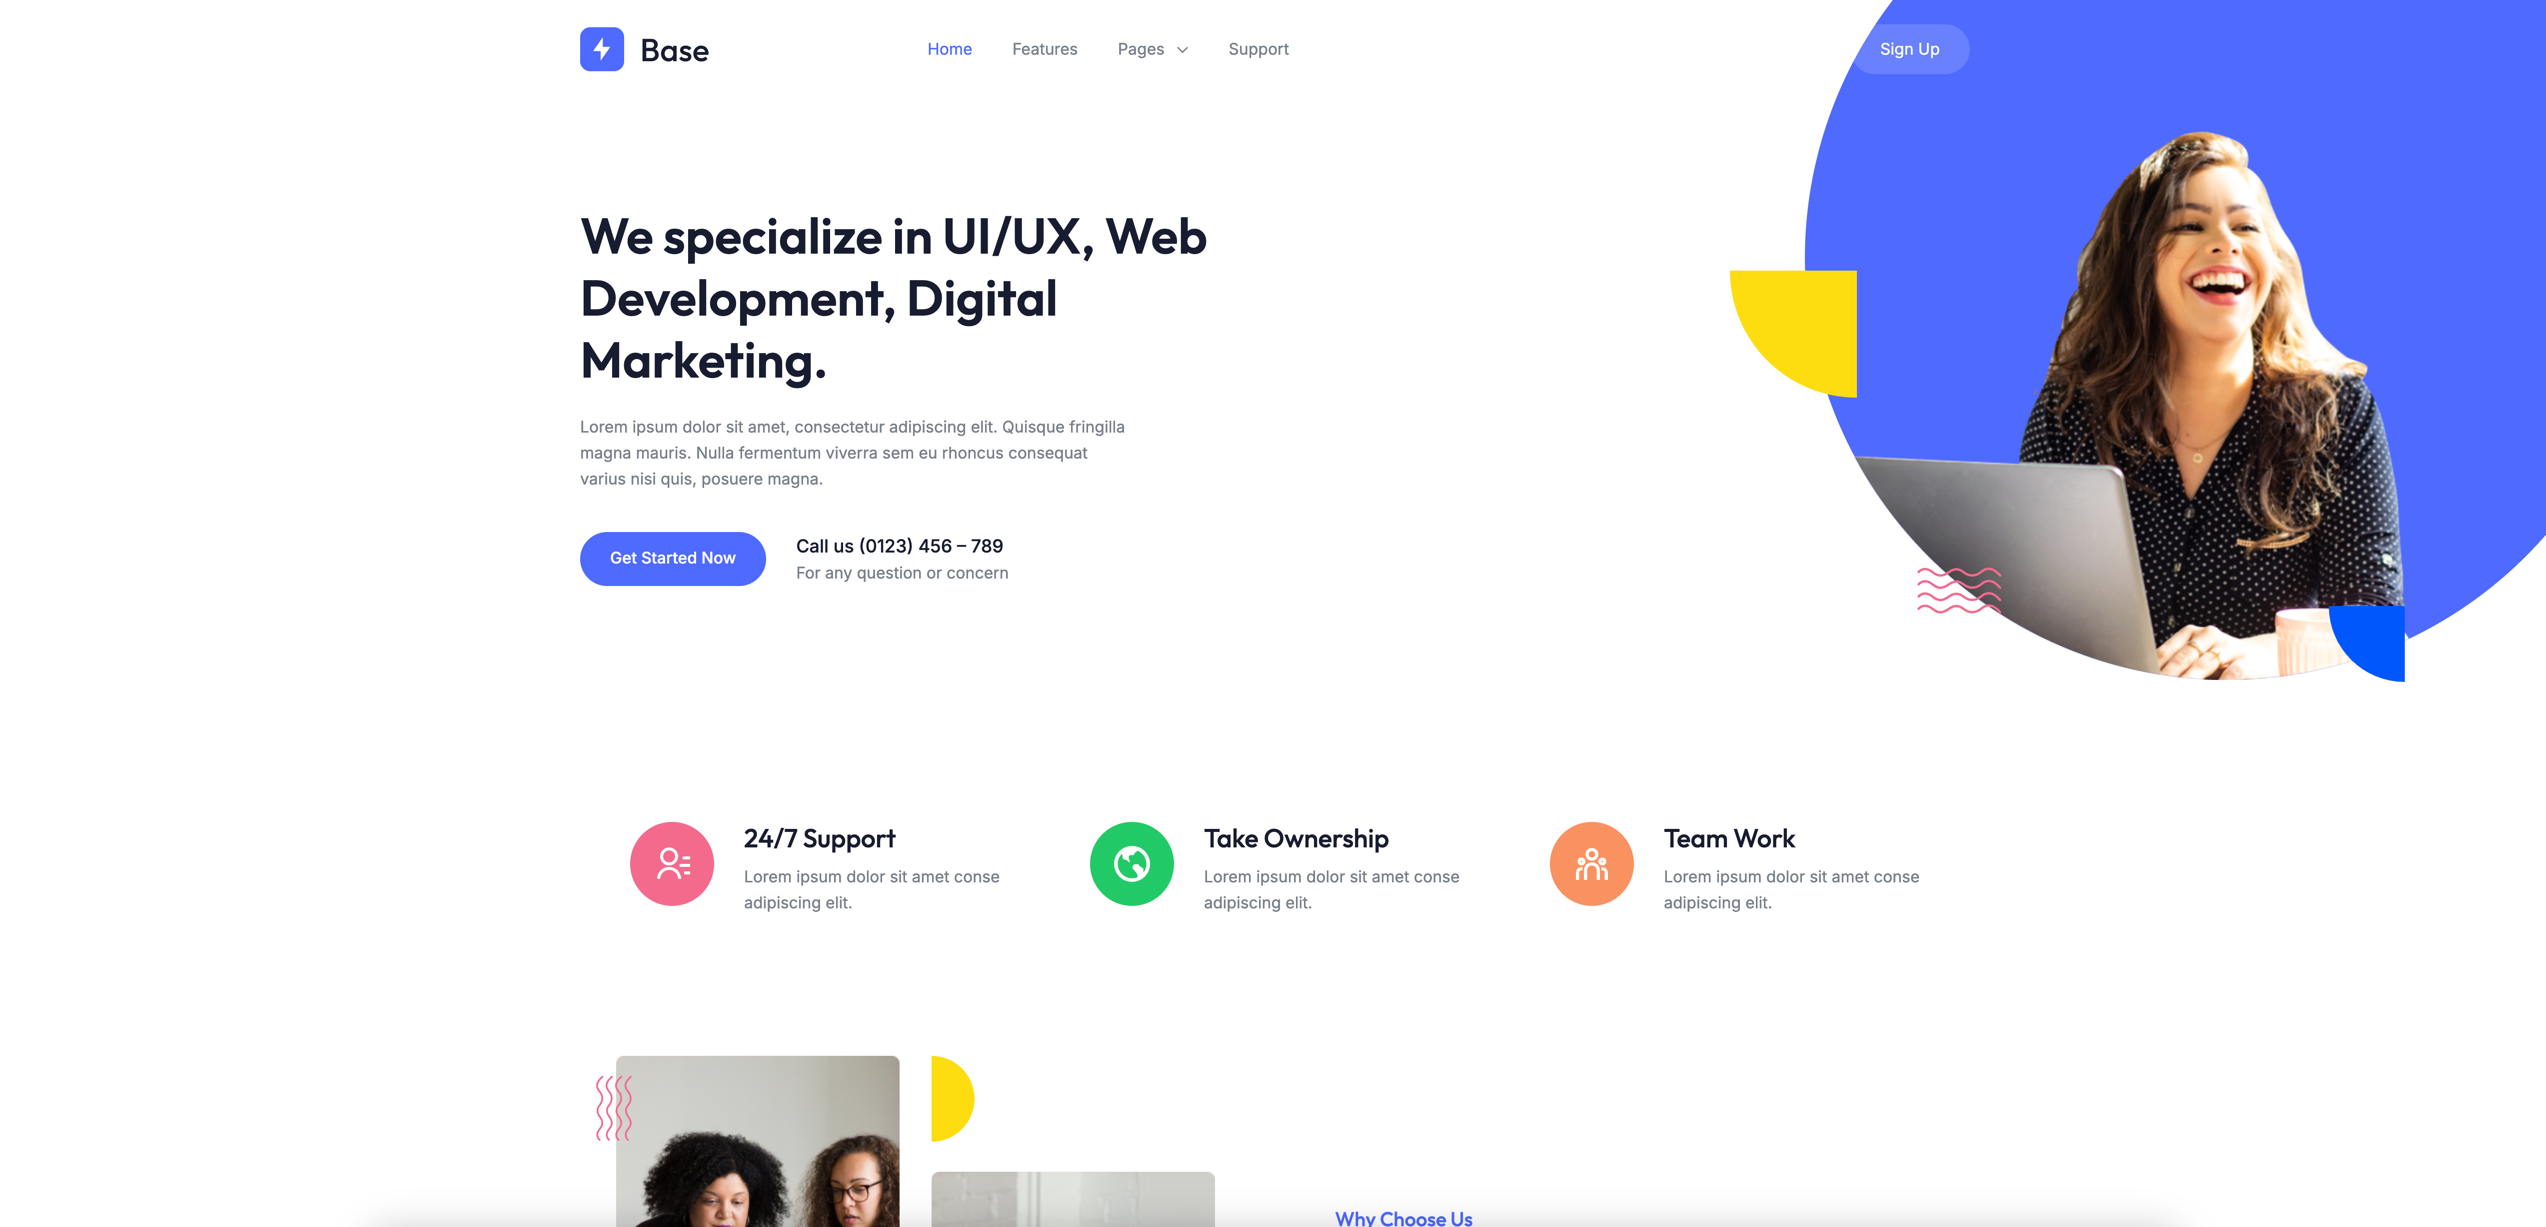 Base
Home
Features
Pages
Support
Sign Up
We specialize in UI/UX, Web
Development, Digital
Marketing.
Lorem ipsum dolor sit amet, consectetur adipiscing elit. Quisque fringilla
magna mauris. Nulla fermentum viverra sem eu rhoncus consequat
varius nisi quis, posuere magna.
Get Started Now
Call us (0123) 456 – 789
For any question or concern
24/7 Support
Lorem ipsum dolor sit amet conse
adipiscing elit.
Take Ownership
Lorem ipsum dolor sit amet conse
adipiscing elit.
Team Work
Lorem ipsum dolor sit amet conse
adipiscing elit.
Why Choose Us